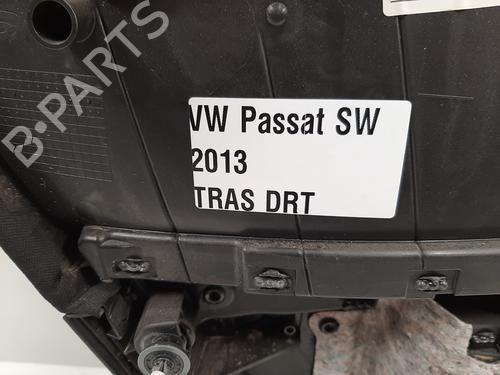 B-PARTS
VW Passat SW
2013
TRAS DRT